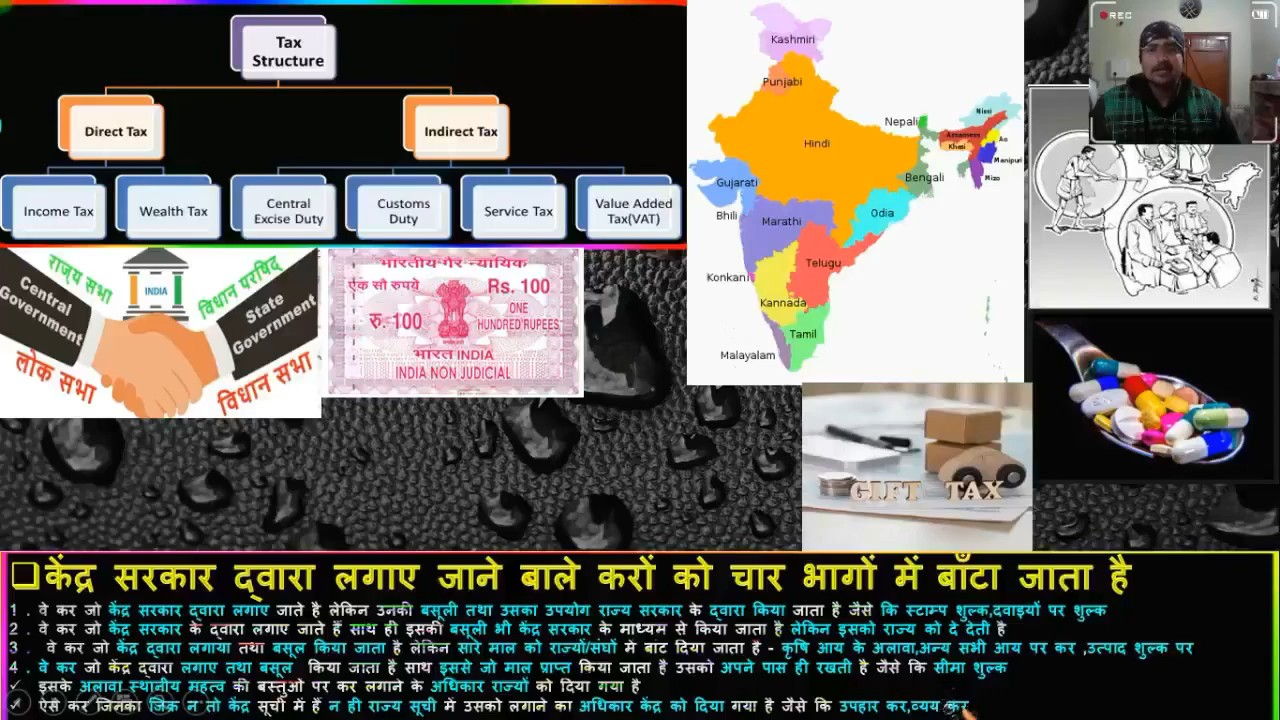 Tax
Structure
Direct Tax
Indirect Tax
Income Tax
Wealth Tax
Central
Excise Duty
Customs
Duty
Service Tax
Value Added
Tax(VAT)
Kashmiri
Punjabi
Nepali
Hindi
Nissi
Assamese
Ao
Khasi
Manipuri
Mizo
Gujarati
Bengali
Bhili
Marathi
Odia
Telugu
Konkani
Kannada
Tamil
Malayalam
REC
राज्य सभा
विधान परिषद्
Central
Government
INDIA
State
Government
लोक सभा
विधान सभा
भारतीय गैर न्यायिक
एक सौ रुपये
Rs. 100
रु. 100
ONE
HUNDRED RUPEES
भारत INDIA
INDIA NON JUDICIAL
GIFT TAX
केंद्र सरकार द्वारा लगाए जाने बाले करों को चार भागों में बाँटा जाता है
1 . वे कर जो केंद्र सरकार द्वारा लगाए जाते है लेकिन उनकी बसूली तथा उसका उपयोग राज्य सरकार के द्वारा किया जाता है जैसे कि स्टाम्प शुल्क,दवाइयों पर शुल्क
2 . वे कर जो केंद्र सरकार के द्वारा लगाए जाते हैं साथ ही इसकी बसूली भी केंद्र सरकार के माध्यम से किया जाता है लेकिन इसको राज्य को दे देती है
3 . वे कर जो केंद्र द्वारा लगाया तथा बसूल किया जाता है लेकिन सारे माल को राज्यों/संघों मे बाट दिया जाता है - कृषि आय के अलावा,अन्य सभी आय पर कर ,उत्पाद शुल्क पर
4 . वे कर जो केंद्र द्वारा लगाए तथा बसूल किया जाता है साथ इससे जो माल प्राप्त किया जाता है उसको अपने पास ही रखती है जैसे कि सीमा शुल्क
इसके अलावा स्थानीय महत्व की बस्तुओं पर कर लगाने के अधिकार राज्यों को दिया गया है
ऐसे कर जिनका जिक्र न तो केंद्र सूची में हैं न ही राज्य सूची में उसको लगाने का अधिकार केंद्र को दिया गया है जैसे कि उपहार कर,व्यय कर